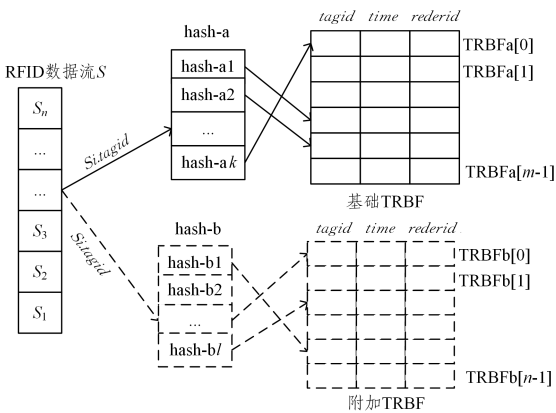 RFID数据流S
Sn
...
...
S3
S2
S1
Si.tagid
Si.tagid
hash-a
hash-a1
hash-a2
...
hash-ak
tagid time rederid
TRBFa[0]
TRBFa[1]
TRBFa[m-1]
基础TRBF
hash-b
hash-b1
hash-b2
...
hash-bl
tagid time rederid
TRBFb[0]
TRBFb[1]
TRBFb[n-1]
附加TRBF